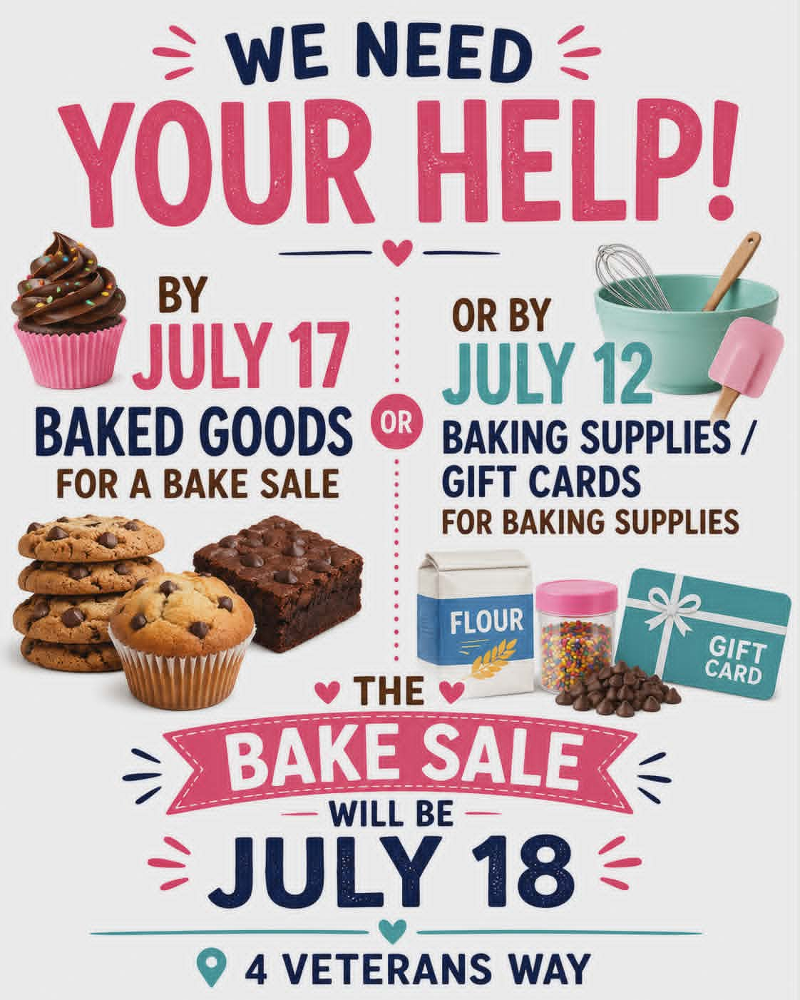 WE NEED
YOUR HELP!
BY
JULY 17
BAKED GOODS
FOR A BAKE SALE
OR
OR BY
JULY 12
BAKING SUPPLIES /
GIFT CARDS
FOR BAKING SUPPLIES
FLOUR
GIFT
CARD
THE
BAKE SALE
WILL BE
JULY 18
4 VETERANS WAY